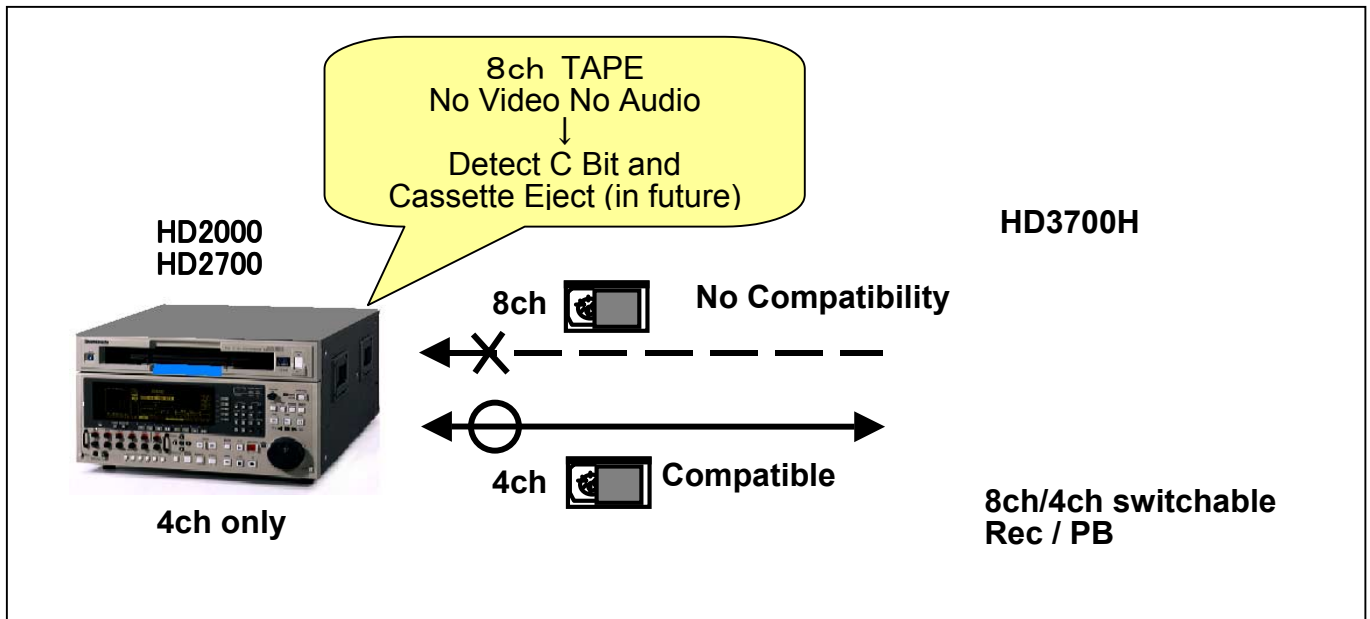 8ch TAPE
No Video No Audio
↓
Detect C Bit and
Cassette Eject (in future)
HD2000
HD2700
HD3700H
8ch
No Compatibility
4ch
Compatible
4ch only
8ch/4ch switchable
Rec / PB